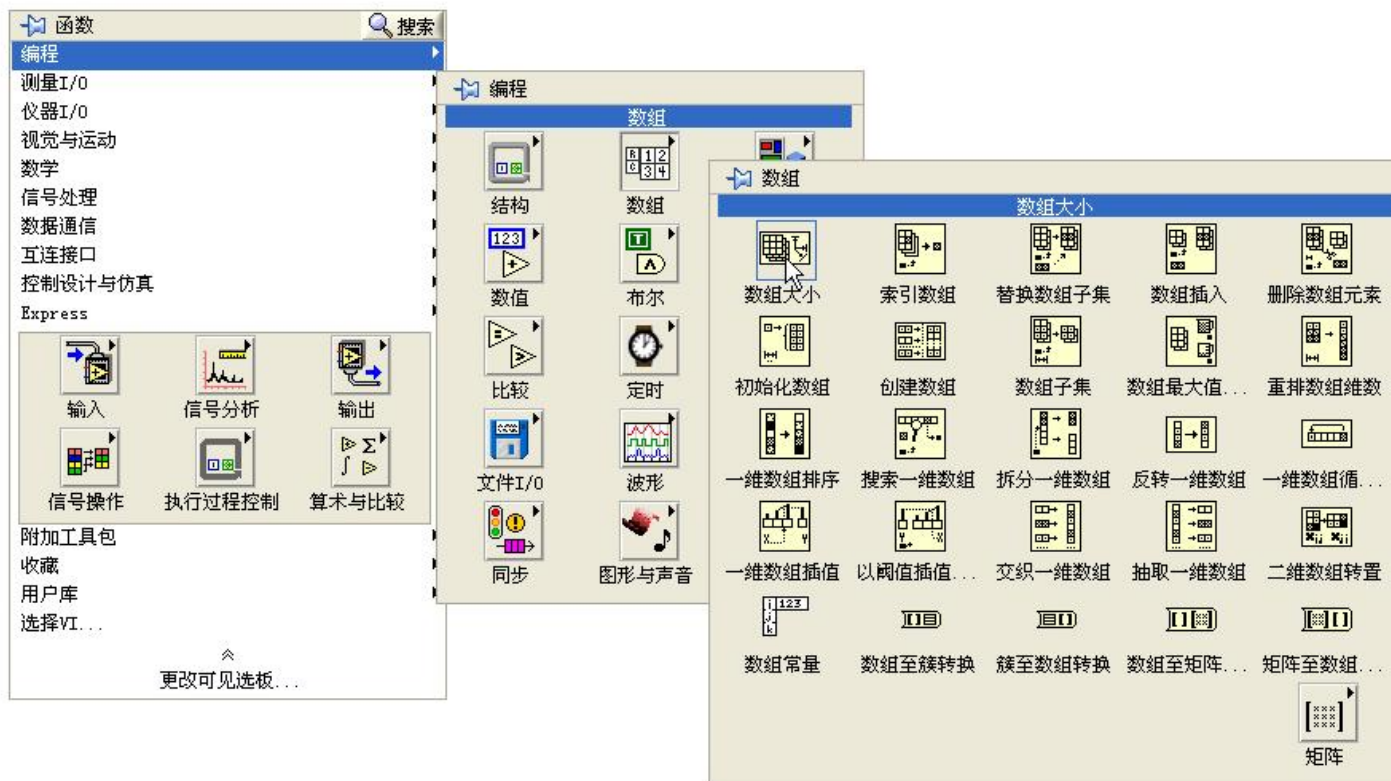 函数 搜索
编程
测量I/O
仪器I/O
视觉与运动
数学
信号处理
数据通信
互连接口
控制设计与仿真
Express
输入 信号分析 输出
信号操作 执行过程控制 算术与比较
附加工具包
收藏
用户库
选择VI...
更改可见选板...
编程
数组
结构 数组
数值 布尔
比较 定时
文件I/O 波形
同步 图形与声音
数组
数组大小
数组大小 索引数组 替换数组子集 数组插入 删除数组元素
初始化数组 创建数组 数组子集 数组最大值... 重排数组维数
一维数组排序 搜索一维数组 拆分一维数组 反转一维数组 一维数组循...
一维数组插值 以阈值插值... 交织一维数组 抽取一维数组 二维数组转置
数组常量 数组至簇转换 簇至数组转换 数组至矩阵... 矩阵至数组...
矩阵